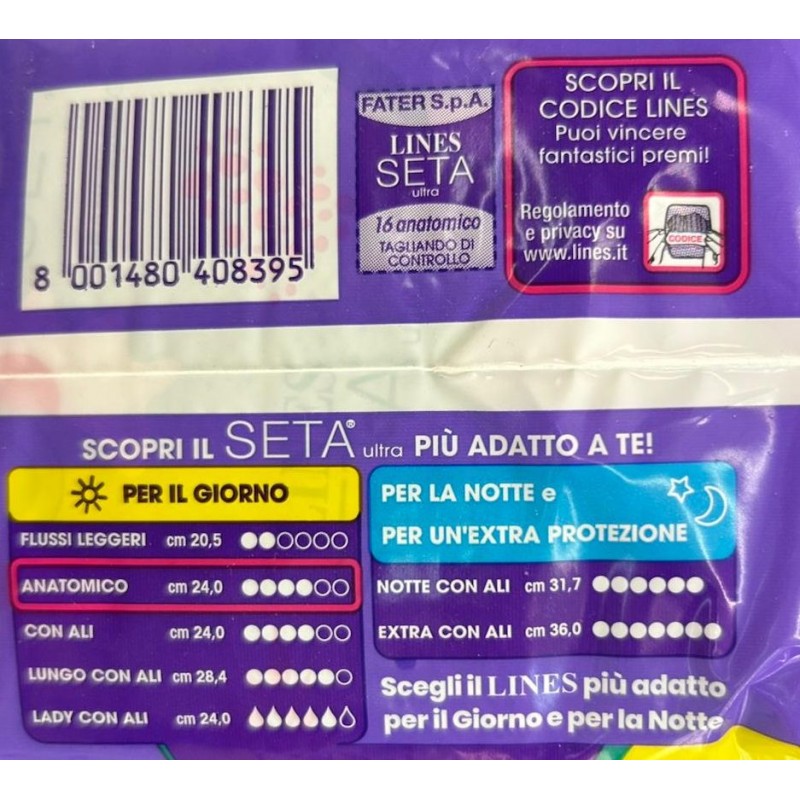 8 001480 408395
FATER S.p.A.
LINES
SETA
ultra
16 anatomico
TAGLIANDO DI
CONTROLLO
SCOPRI IL
CODICE LINES
Puoi vincere
fantastici premi!
Regolamento
e privacy su
www.lines.it
CODICE
SCOPRI IL SETA® ultra PIÙ ADATTO A TE!
PER IL GIORNO
FLUSSI LEGGERI cm 20,5
ANATOMICO cm 24,0
CON ALI cm 24,0
LUNGO CON ALI cm 28,4
LADY CON ALI cm 24,0
PER LA NOTTE e
PER UN'EXTRA PROTEZIONE
NOTTE CON ALI cm 31,7
EXTRA CON ALI cm 36,0
Scegli il LINES più adatto
per il Giorno e per la Notte